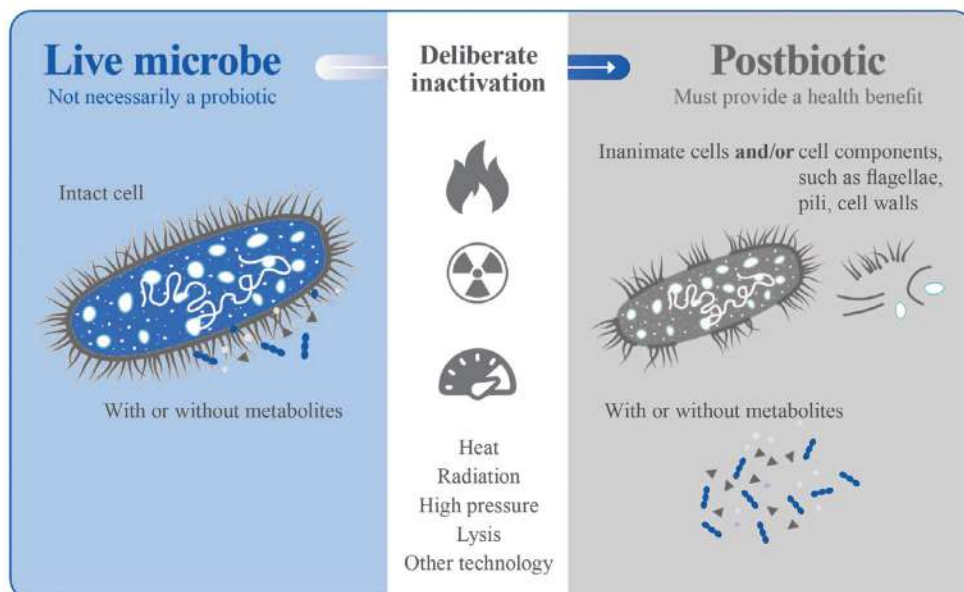 Live microbe
Not necessarily a probiotic
Intact cell
With or without metabolites
Deliberate
inactivation
Heat
Radiation
High pressure
Lysis
Other technology
Postbiotic
Must provide a health benefit
Inanimate cells and/or cell components,
such as flagellae,
pili, cell walls
With or without metabolites